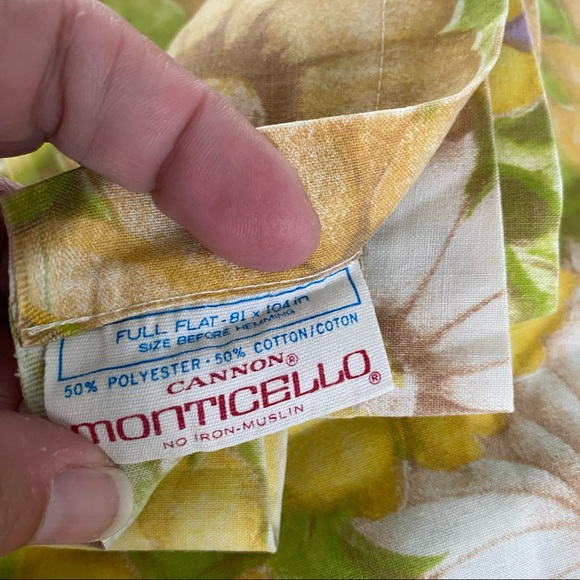 FULL FLAT - 81 x 104 in
SIZE BEFORE HEMMING
50% POLYESTER · 50% COTTON/COTON
CANNON®
MONTICELLO®
NO IRON-MUSLIN